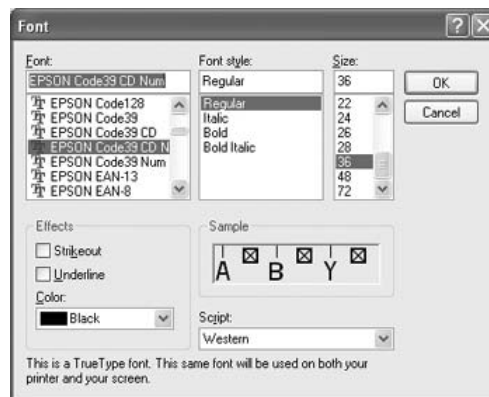 Font
Font: Font style: Size:
EPSON Code39 CD Num Regular 36 OK
EPSON Code128 Regular 22 Cancel
EPSON Code39 Italic 24
EPSON Code39 CD Bold 26
EPSON Code39 CD N Bold Italic 28
EPSON Code39 Num 36
EPSON EAN-13 48
EPSON EAN-8 72
Effects Sample
Strikeout A B Y
Underline
Color:
Black Script:
Western
This is a TrueType font. This same font will be used on both your
printer and your screen.